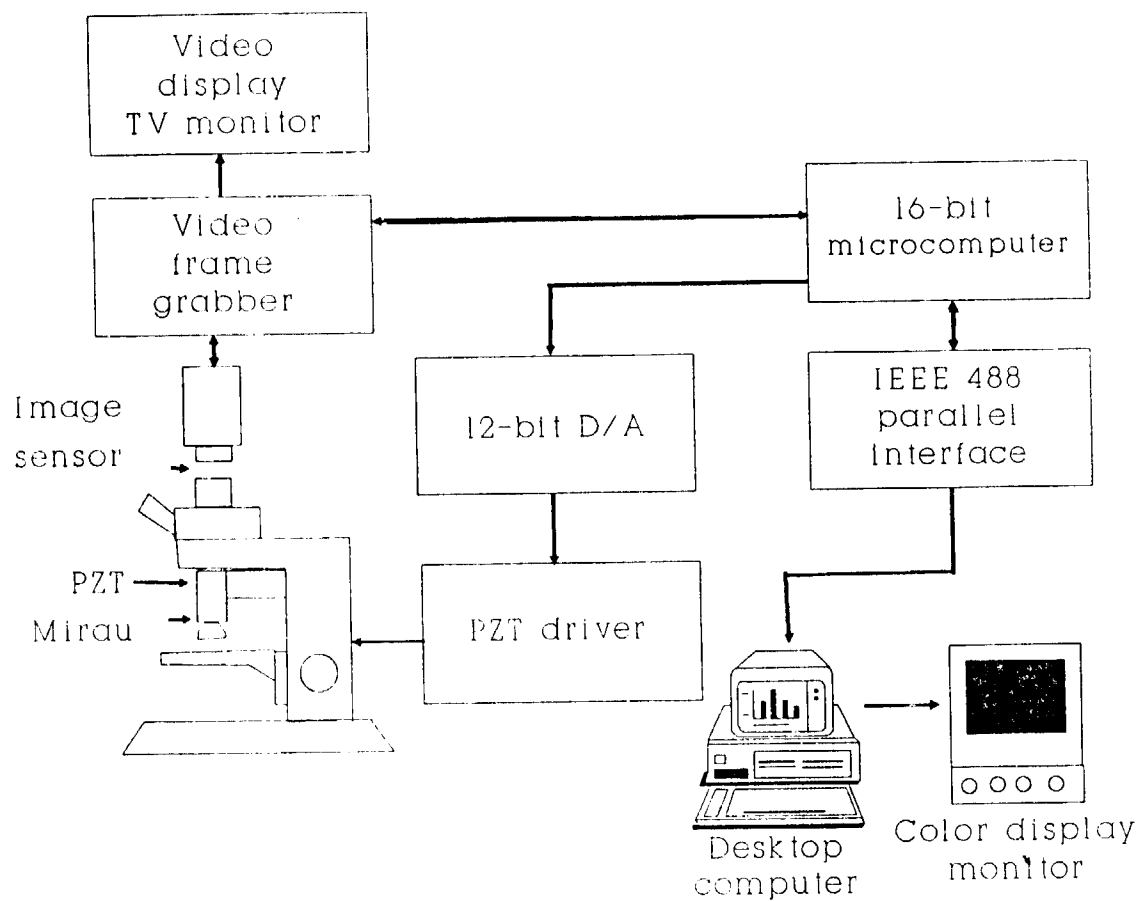 Video
display
TV monitor
Video
frame
grabber
16-bit
microcomputer
Image
sensor
12-bit D/A
IEEE 488
parallel
Interface
PZT
Mirau
PZT driver
Desktop
computer
Color display
monitor